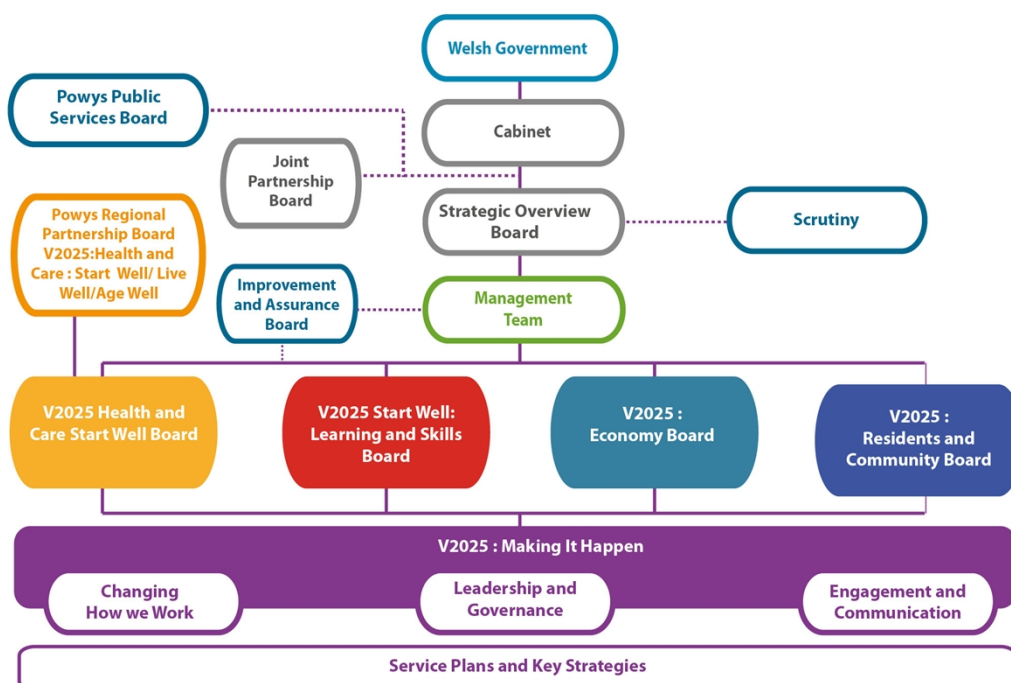 Welsh Government
Powys Public
Services Board
Cabinet
Joint
Partnership
Board
Strategic Overview
Board
Scrutiny
Powys Regional
Partnership Board
V2025:Health and
Care : Start Well/ Live
Well/Age Well
Improvement
and Assurance
Board
Management
Team
V2025 Health and
Care Start Well Board
V2025 Start Well:
Learning and Skills
Board
V2025 :
Economy Board
V2025 :
Residents and
Community Board
V2025 : Making It Happen
Changing
How we Work
Leadership and
Governance
Engagement and
Communication
Service Plans and Key Strategies